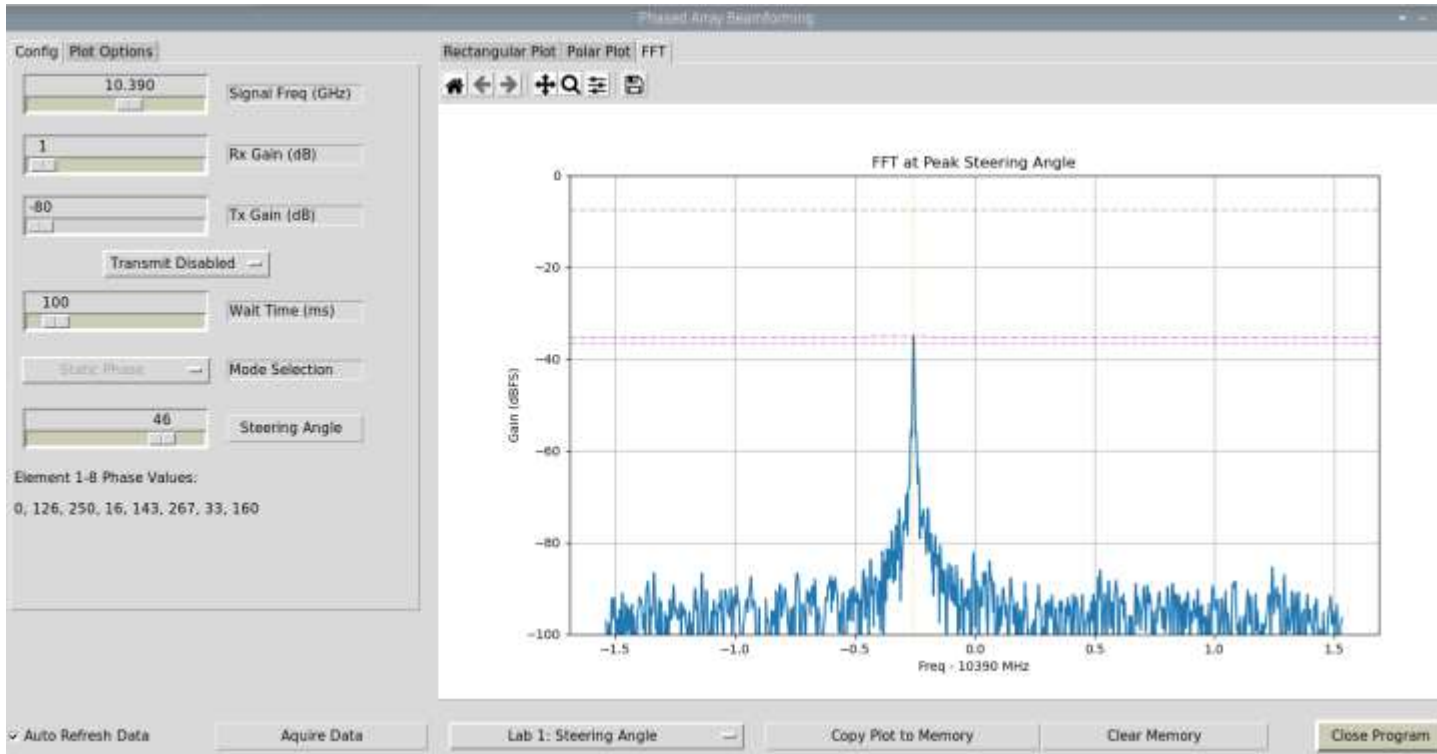 Phased Array Beamforming
Config Plot Options
10.390
Signal Freq (GHz)
1
Rx Gain (dB)
-80
Tx Gain (dB)
Transmit Disabled
100
Wait Time (ms)
Static Phase
Mode Selection
46
Steering Angle
Element 1-8 Phase Values:
0, 126, 250, 16, 143, 267, 33, 160
Rectangular Plot Polar Plot FFT
FFT at Peak Steering Angle
0
−20
−40
−60
−80
−100
Gain (dBFS)
−1.5 −1.0 −0.5 0.0 0.5 1.0 1.5
Freq - 10390 MHz
Auto Refresh Data Aquire Data Lab 1: Steering Angle Copy Plot to Memory Clear Memory Close Program